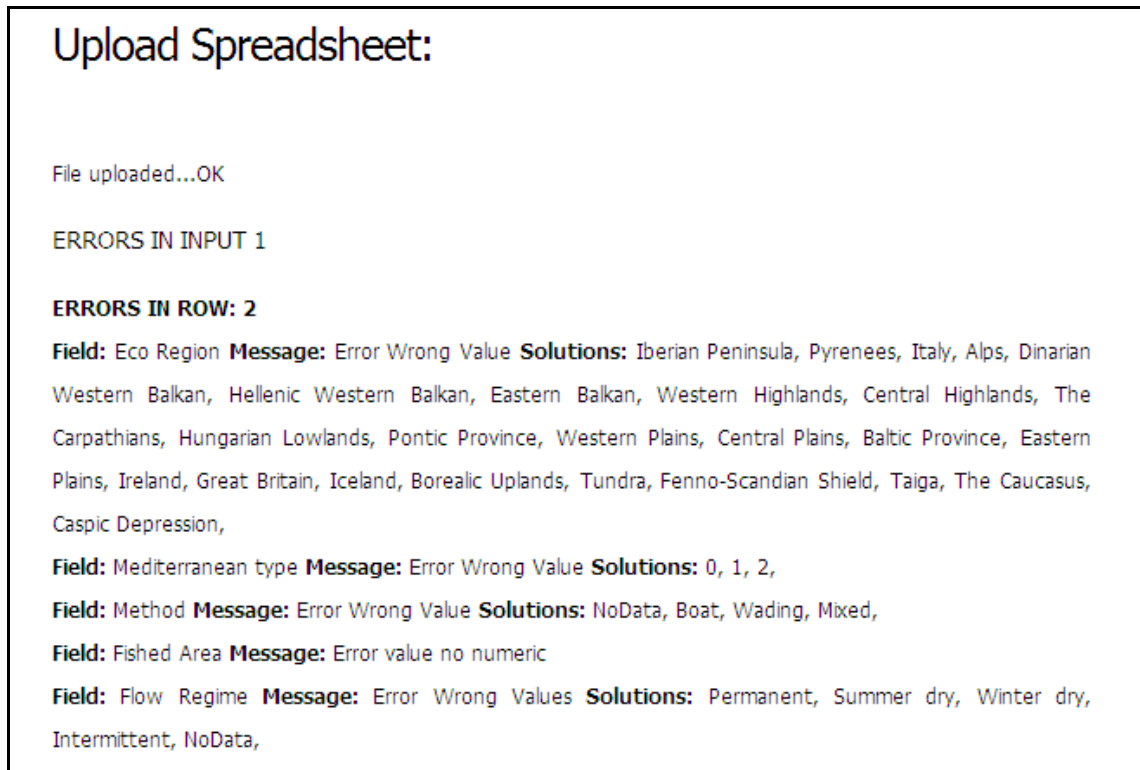 Upload Spreadsheet:
File uploaded...OK
ERRORS IN INPUT 1
ERRORS IN ROW: 2
Field: Eco Region Message: Error Wrong Value Solutions: Iberian Peninsula, Pyrenees, Italy, Alps, Dinarian
Western Balkan, Hellenic Western Balkan, Eastern Balkan, Western Highlands, Central Highlands, The
Carpathians, Hungarian Lowlands, Pontic Province, Western Plains, Central Plains, Baltic Province, Eastern
Plains, Ireland, Great Britain, Iceland, Borealic Uplands, Tundra, Fenno-Scandian Shield, Taiga, The Caucasus,
Caspic Depression,
Field: Mediterranean type Message: Error Wrong Value Solutions: 0, 1, 2,
Field: Method Message: Error Wrong Value Solutions: NoData, Boat, Wading, Mixed,
Field: Fished Area Message: Error value no numeric
Field: Flow Regime Message: Error Wrong Values Solutions: Permanent, Summer dry, Winter dry,
Intermittent, NoData,